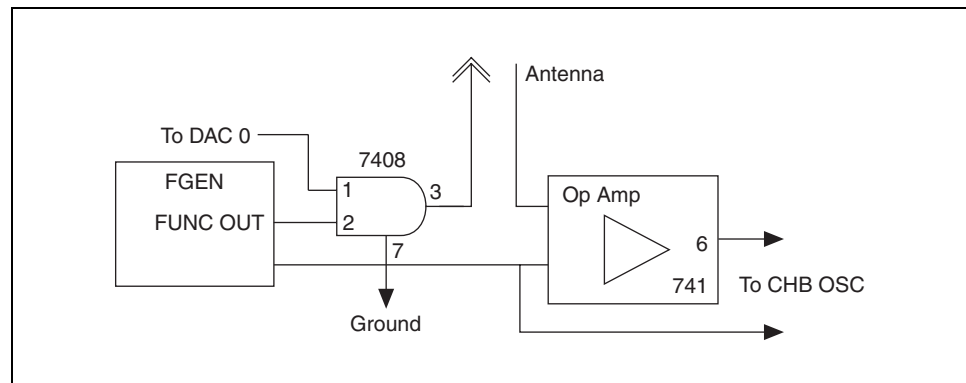 Antenna
To DAC 0
7408
FGEN
1
3
Op Amp
FUNC OUT
2
6
7
741
To CHB OSC
Ground